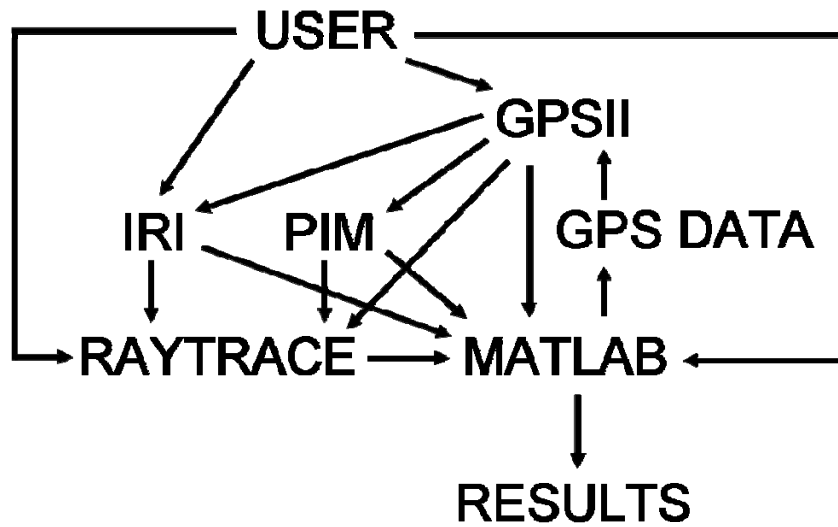 USER
GPSII
IRI PIM GPS DATA
RAYTRACE MATLAB
RESULTS